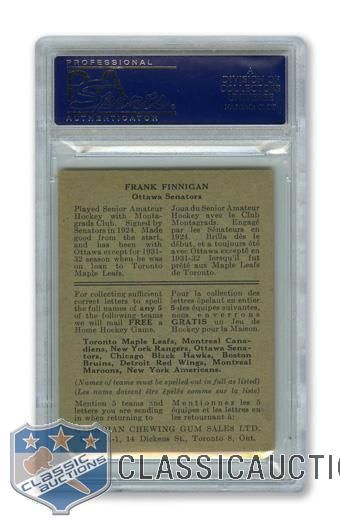 PROFESSIONAL
PSA
Sports
AUTHENTICATOR
A
DIVISION OF
COLLECTORS
UNIVERSE
FRANK FINNIGAN
Ottawa Senators
Played Senior Amateur
Hockey with Monta-
grads Club. Signed by
Senators in 1924. Made
good from the start,
and has been with
Ottawa except for 1931-
32 season when he was
on loan to Toronto
Maple Leafs.
Joua du Senior Amateur
Hockey avec le Club
Montagrads. Engagé
par les Sénateurs en
1924. Brilla dès le
début, et a toujours été
avec Ottawa excepté en
1931-32 lorsqu'il fut
prêté aux Maple Leafs
de Toronto.
For collecting sufficient
correct letters to spell
the full names of any 5
of the following teams
we will mail FREE a
Home Hockey Game.
Pour la collection de
lettres épelant en entier
5 des équipes suivantes,
nous enverrons
GRATIS un Jeu de
Hockey pour la Maison.
Toronto Maple Leafs, Montreal Cana-
diens, New York Rangers, Ottawa Sena-
tors, Chicago Black Hawks, Boston
Bruins, Detroit Red Wings, Montreal
Maroons, New York Americans.
(Names of teams must be spelled out in full as listed)
(Les noms doivent être épelés comme sur la liste)
Mention 5 teams and
letters you are sending
in when returning to
Mentionnez les 5
équipes et les lettres en
les retournant à:
PAN CHEWING GUM SALES LTD.
-1, 14 Dickens St., Toronto 8, Ont.
CLASSIC
AUCTIONS
CLASSICAUCTIO